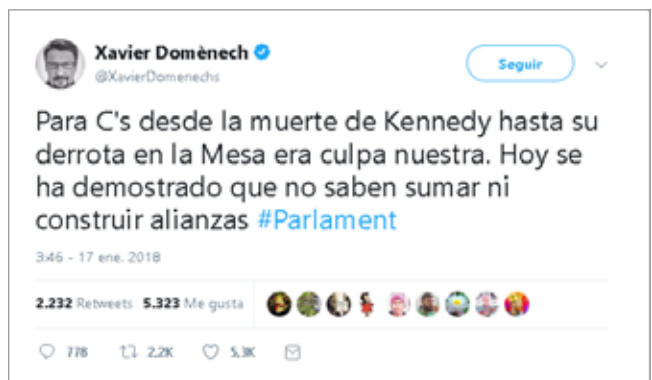 Xavier Domènech
@XavierDomenechs
Seguir
Para C's desde la muerte de Kennedy hasta su
derrota en la Mesa era culpa nuestra. Hoy se
ha demostrado que no saben sumar ni
construir alianzas #Parlament
3:46 - 17 ene. 2018
2.232 Retweets 5.323 Me gusta
778 2,2K 5,3K